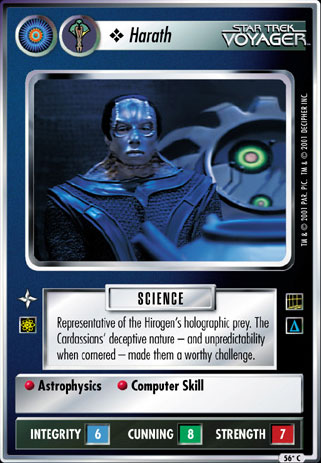 ❖ Harath
STAR TREK
VOYAGER™
TM & © 2001 PAR. PIC. TM & © 2001 DECIPHER INC.
SCIENCE
Representative of the Hirogen's holographic prey. The
Cardassians' deceptive nature – and unpredictability
when cornered – made them a worthy challenge.
Astrophysics Computer Skill
INTEGRITY 6 CUNNING 8 STRENGTH 7
56* C